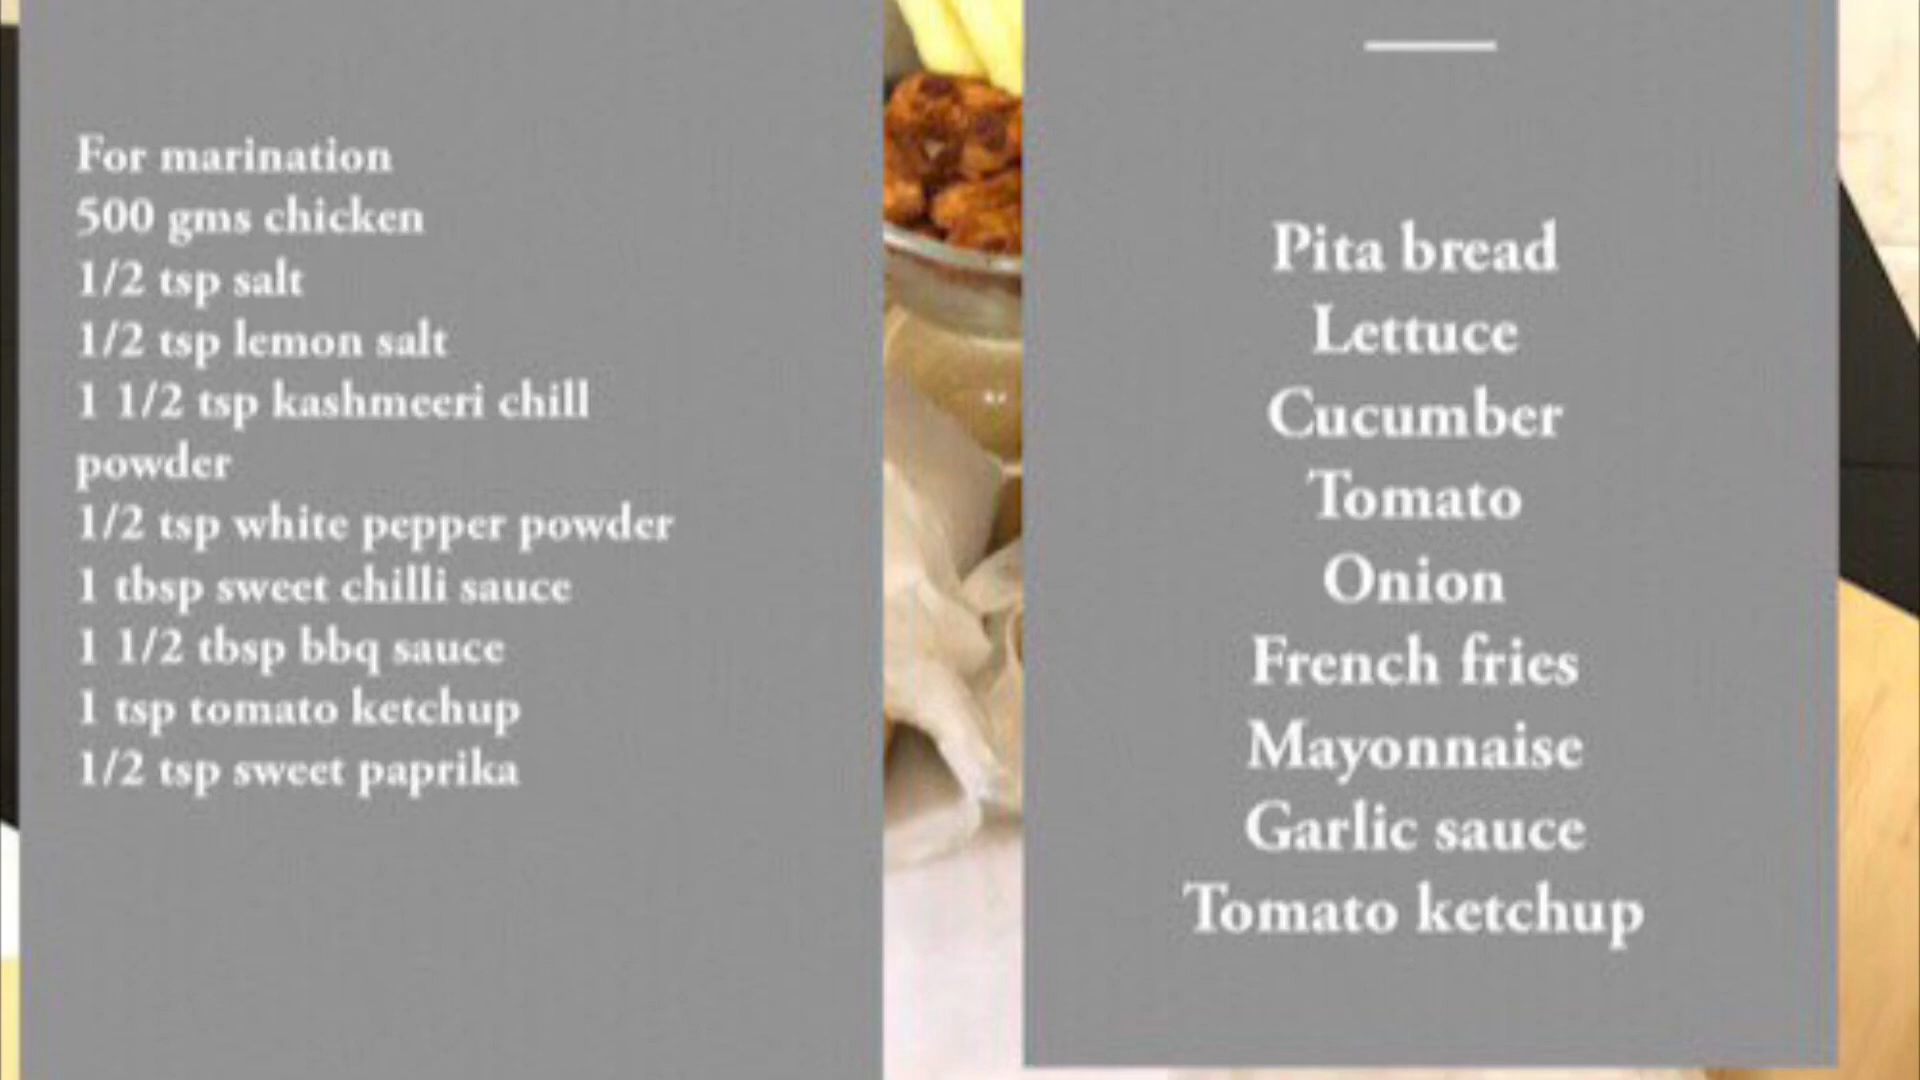 For marination
500 gms chicken
1/2 tsp salt
1/2 tsp lemon salt
1 1/2 tsp kashmeeri chill
powder
1/2 tsp white pepper powder
1 tbsp sweet chilli sauce
1 1/2 tbsp bbq sauce
1 tsp tomato ketchup
1/2 tsp sweet paprika
Pita bread
Lettuce
Cucumber
Tomato
Onion
French fries
Mayonnaise
Garlic sauce
Tomato ketchup